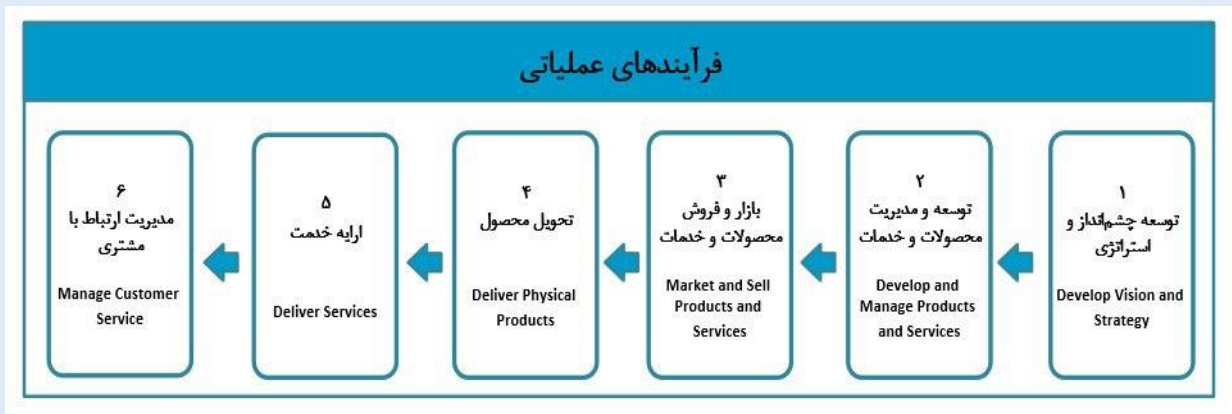 فرآیندهای عملیاتی
۱
توسعه چشم‌انداز و
استراتژی
Develop Vision and
Strategy
۲
توسعه و مدیریت
محصولات و خدمات
Develop and
Manage Products
and Services
۳
بازار و فروش
محصولات و خدمات
Market and Sell
Products and
Services
۴
تحویل محصول
Deliver Physical
Products
۵
ارایه خدمت
Deliver Services
۶
مدیریت ارتباط با
مشتری
Manage Customer
Service